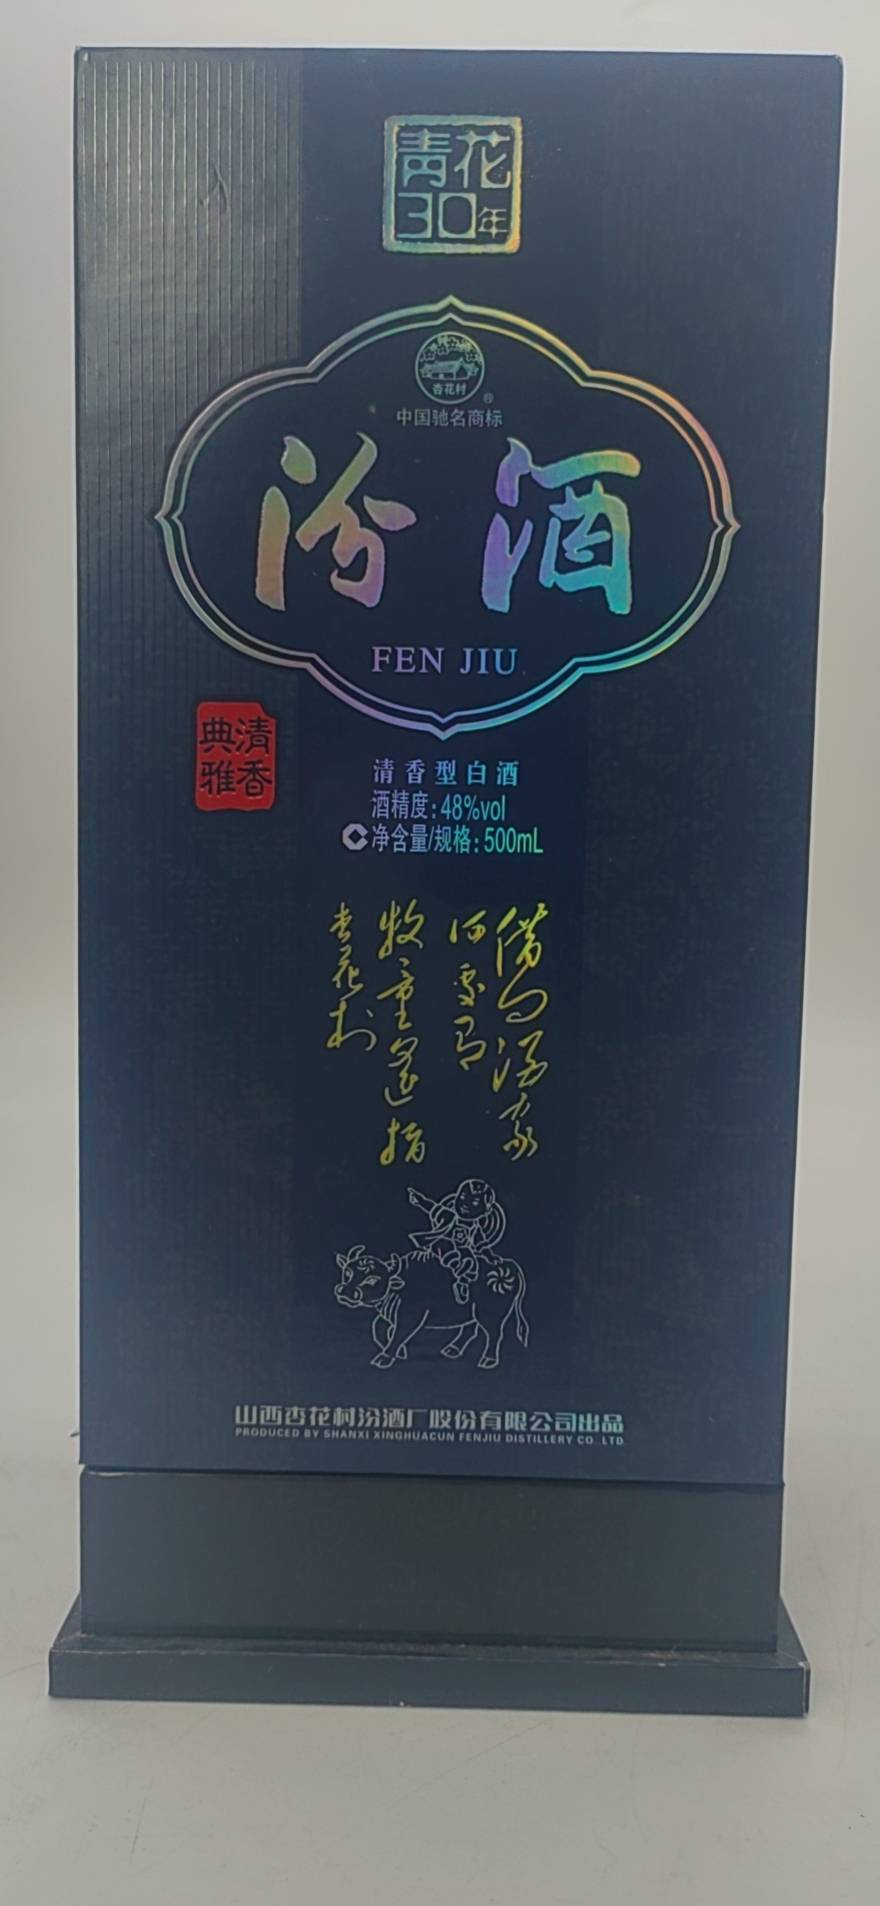 青花
30年
杏花村
®
中国驰名商标
汾酒
FEN JIU
清香
典雅
清香型白酒
酒精度:48%vol
净含量/规格:500mL
借问酒家
何处有
牧童遥指
杏花村
山西杏花村汾酒厂股份有限公司出品
PRODUCED BY SHANXI XINGHUACUN FENJIU DISTILLERY CO.,LTD